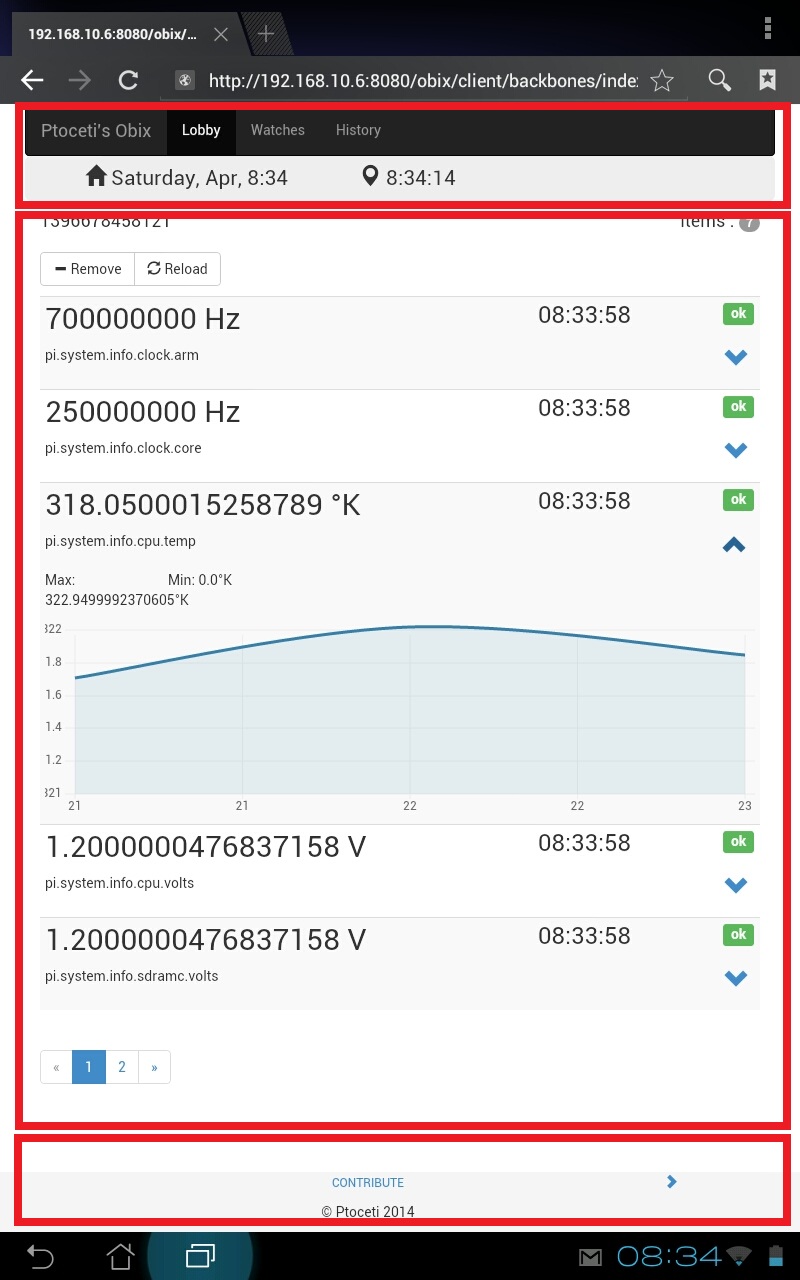 192.168.10.6:8080/obix/...
http://192.168.10.6:8080/obix/client/backbones/inde
Ptoceti's Obix Lobby Watches History
Saturday, Apr, 8:34 8:34:14
1396678458121 Items : 7
Remove Reload
700000000 Hz 08:33:58 ok
pi.system.info.clock.arm
250000000 Hz 08:33:58 ok
pi.system.info.clock.core
318.0500015258789 °K 08:33:58 ok
pi.system.info.cpu.temp
Max: Min: 0.0°K
322.9499992370605°K
322
1.8
1.6
1.4
1.2
321
21 21 22 22 23
1.2000000476837158 V 08:33:58 ok
pi.system.info.cpu.volts
1.2000000476837158 V 08:33:58 ok
pi.system.info.sdramc.volts
« 1 2 »
CONTRIBUTE
© Ptoceti 2014
08:34